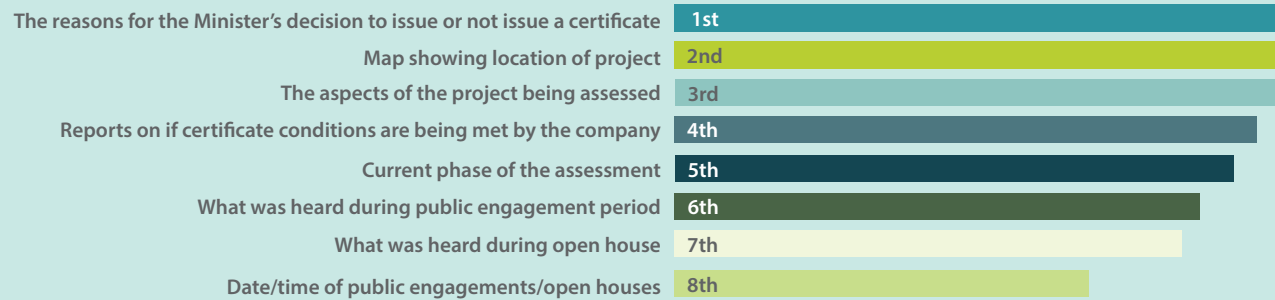 The reasons for the Minister’s decision to issue or not issue a certificate 1st
Map showing location of project 2nd
The aspects of the project being assessed 3rd
Reports on if certificate conditions are being met by the company 4th
Current phase of the assessment 5th
What was heard during public engagement period 6th
What was heard during open house 7th
Date/time of public engagements/open houses 8th